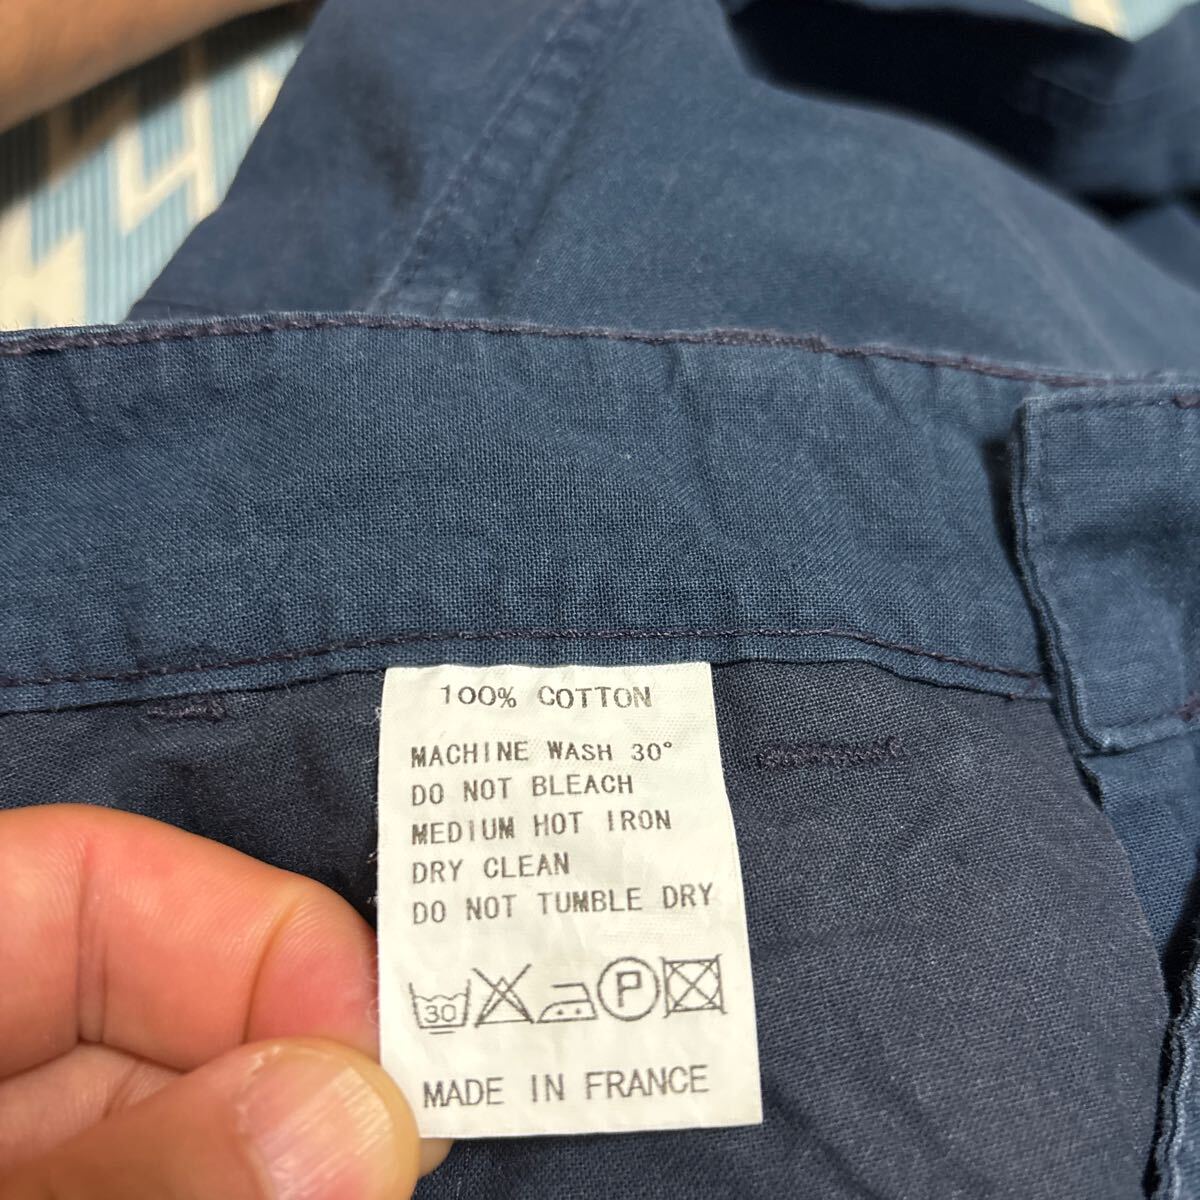 100% COTTON
MACHINE WASH 30°
DO NOT BLEACH
MEDIUM HOT IRON
DRY CLEAN
DO NOT TUMBLE DRY
30 P
MADE IN FRANCE